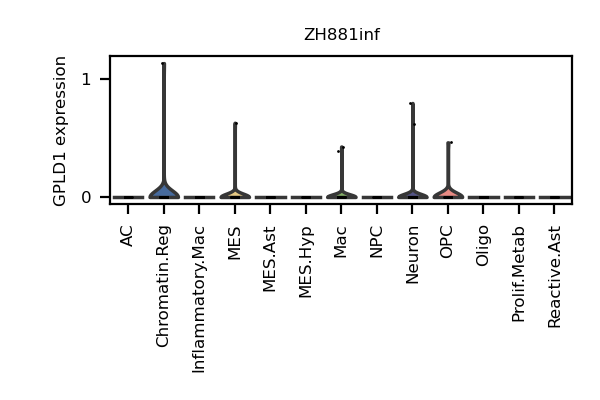 ZH881inf
GPLD1 expression
1
0
AC
Chromatin.Reg
Inflammatory.Mac
MES
MES.Ast
MES.Hyp
Mac
NPC
Neuron
OPC
Oligo
Prolif.Metab
Reactive.Ast